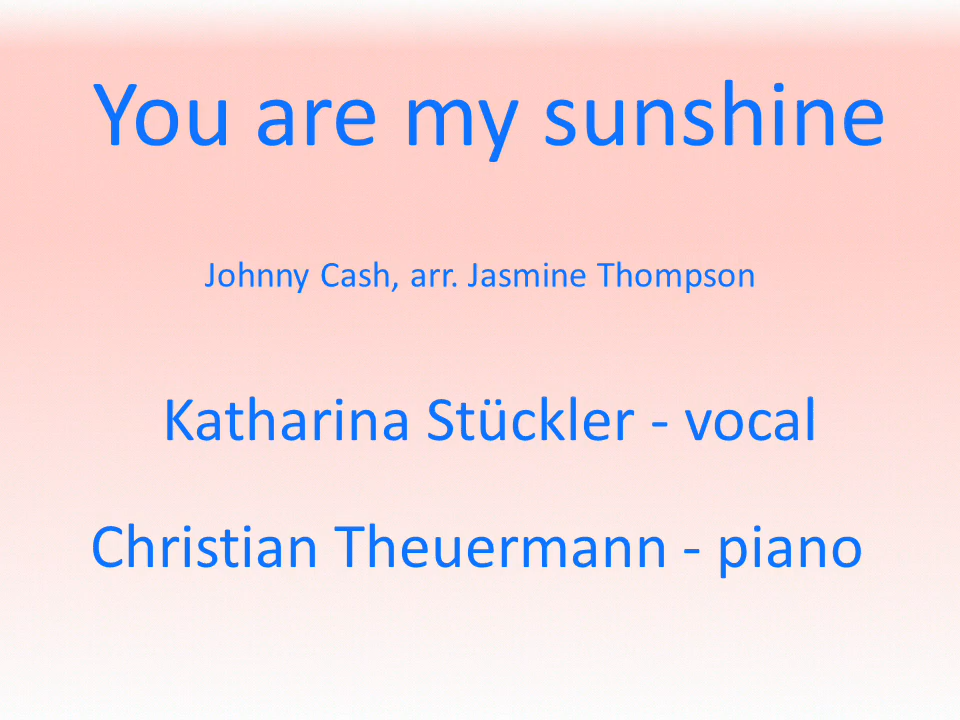 You are my sunshine
Johnny Cash, arr. Jasmine Thompson
Katharina Stückler - vocal
Christian Theuermann - piano